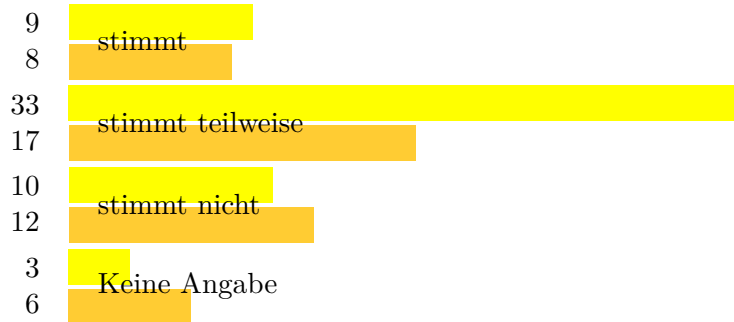 9
stimmt
8
33
stimmt teilweise
17
10
stimmt nicht
12
3
Keine Angabe
6